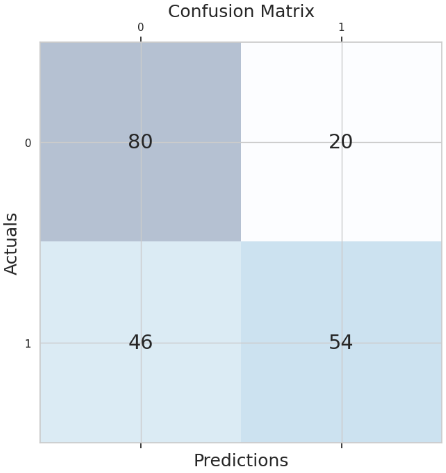 Confusion Matrix
0 1
0 80 20
Actuals
1 46 54
Predictions